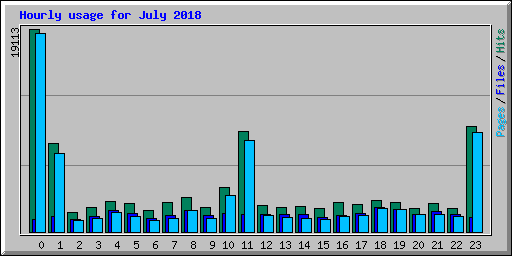 Hourly usage for July 2018
19113
Pages / Files / Hits
0 1 2 3 4 5 6 7 8 9 10 11 12 13 14 15 16 17 18 19 20 21 22 23